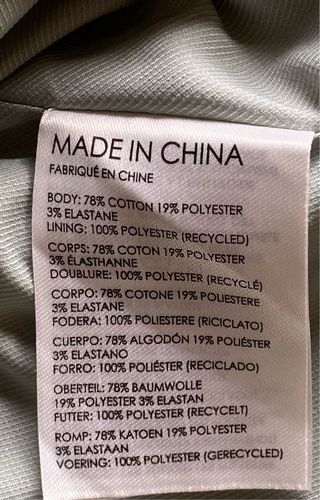 MADE IN CHINA
FABRIQUÉ EN CHINE
BODY: 78% COTTON 19% POLYESTER
3% ELASTANE
LINING: 100% POLYESTER (RECYCLED)
CORPS: 78% COTON 19% POLYESTER
3% ÉLASTHANNE
DOUBLURE: 100% POLYESTER (RECYCLÉ)
CORPO: 78% COTONE 19% POLIESTERE
3% ELASTANE
FODERA: 100% POLIESTERE (RICICLATO)
CUERPO: 78% ALGODÓN 19% POLIÉSTER
3% ELASTANO
FORRO: 100% POLIÉSTER (RECICLADO)
OBERTEIL: 78% BAUMWOLLE
19% POLYESTER 3% ELASTAN
FUTTER: 100% POLYESTER (RECYCELT)
ROMP: 78% KATOEN 19% POLYESTER
3% ELASTAAN
VOERING: 100% POLYESTER (GERECYCLED)